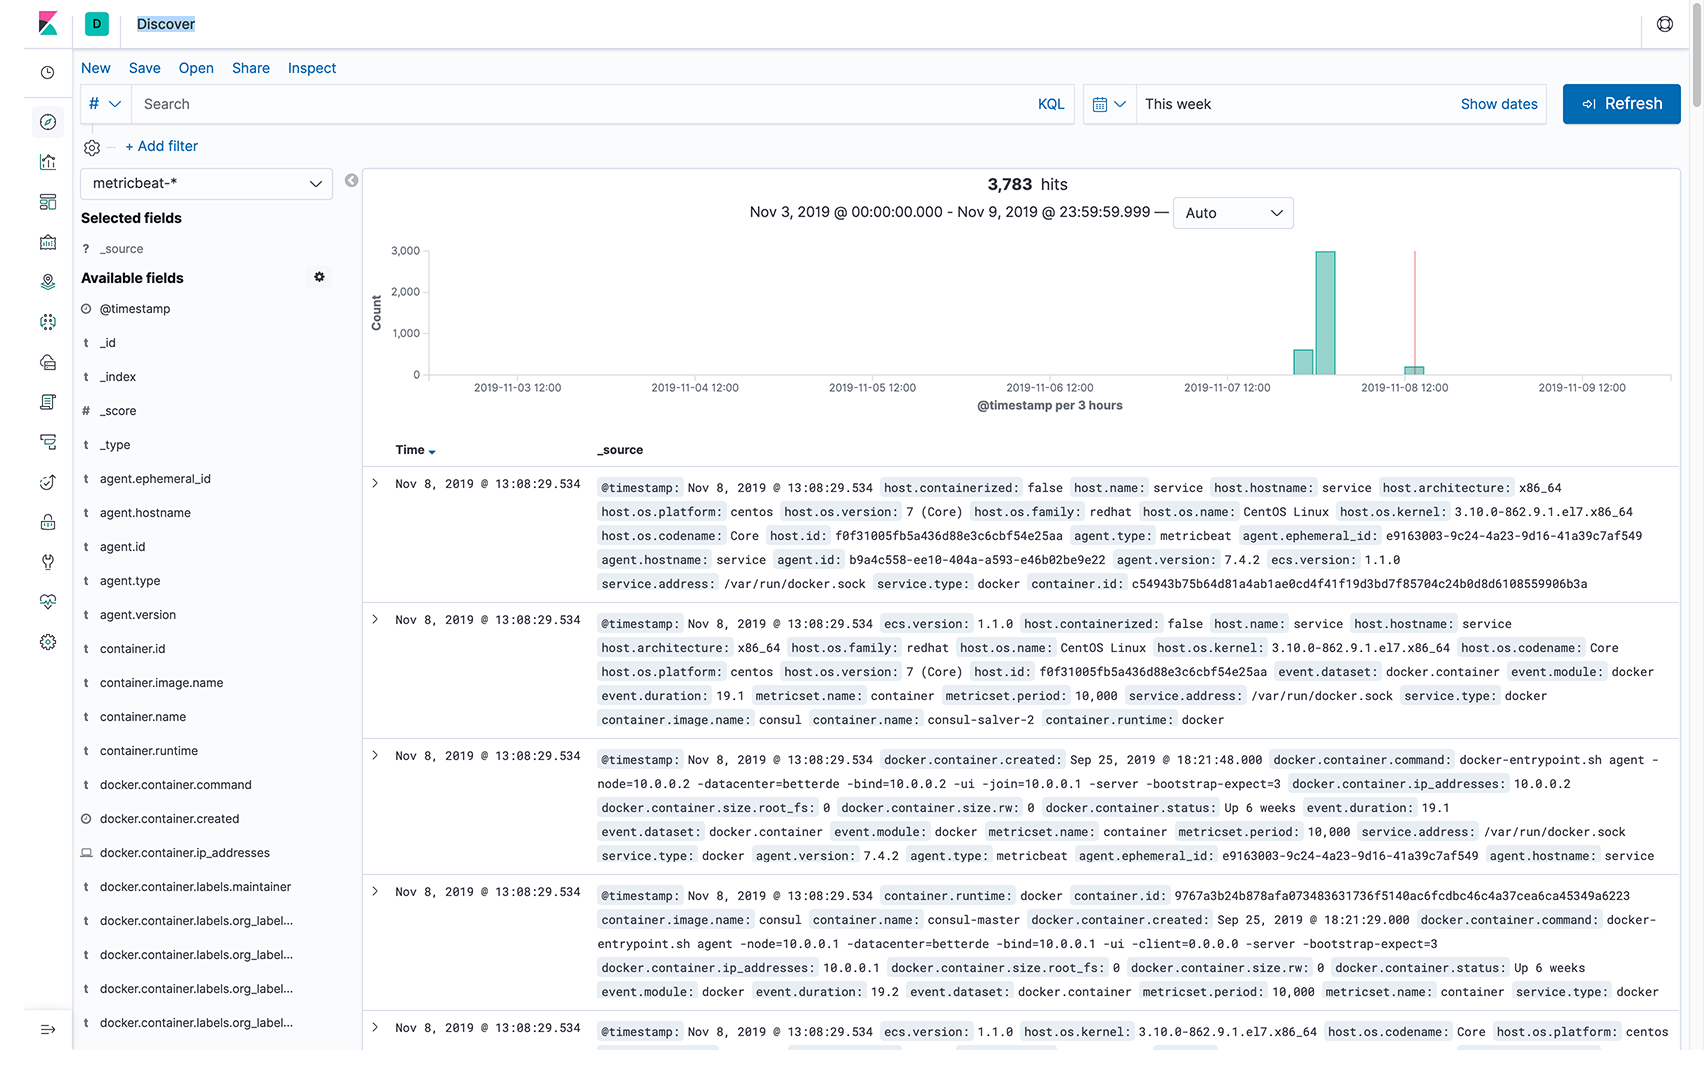 D Discover
New Save Open Share Inspect
# Search KQL This week Show dates Refresh
+ Add filter
metricbeat-*
3,783 hits
Nov 3, 2019 @ 00:00:00.000 - Nov 9, 2019 @ 23:59:59.999 — Auto
Selected fields
? _source
Available fields
@timestamp
t _id
t _index
# _score
t _type
t agent.ephemeral_id
t agent.hostname
t agent.id
t agent.type
t agent.version
t container.id
t container.image.name
t container.name
t container.runtime
t docker.container.command
docker.container.created
docker.container.ip_addresses
t docker.container.labels.maintainer
t docker.container.labels.org_label...
t docker.container.labels.org_label...
t docker.container.labels.org_label...
t docker.container.labels.org_label...
Count
3,000
2,000
1,000
0
2019-11-03 12:00 2019-11-04 12:00 2019-11-05 12:00 2019-11-06 12:00 2019-11-07 12:00 2019-11-08 12:00 2019-11-09 12:00
@timestamp per 3 hours
Time _source
Nov 8, 2019 @ 13:08:29.534 @timestamp: Nov 8, 2019 @ 13:08:29.534 host.containerized: false host.name: service host.hostname: service host.architecture: x86_64
host.os.platform: centos host.os.version: 7 (Core) host.os.family: redhat host.os.name: CentOS Linux host.os.kernel: 3.10.0-862.9.1.el7.x86_64
host.os.codename: Core host.id: f0f31005fb5a436d88e3c6cbf54e25aa agent.type: metricbeat agent.ephemeral_id: e9163003-9c24-4a23-9d16-41a39c7af549
agent.hostname: service agent.id: b9a4c558-ee10-404a-a593-e46b02be9e22 agent.version: 7.4.2 ecs.version: 1.1.0
service.address: /var/run/docker.sock service.type: docker container.id: c54943b75b64d81a4ab1ae0cd4f41f19d3bd7f85704c24b0d8d6108559906b3a
Nov 8, 2019 @ 13:08:29.534 @timestamp: Nov 8, 2019 @ 13:08:29.534 ecs.version: 1.1.0 host.containerized: false host.name: service host.hostname: service
host.architecture: x86_64 host.os.family: redhat host.os.name: CentOS Linux host.os.kernel: 3.10.0-862.9.1.el7.x86_64 host.os.codename: Core
host.os.platform: centos host.os.version: 7 (Core) host.id: f0f31005fb5a436d88e3c6cbf54e25aa event.dataset: docker.container event.module: docker
event.duration: 19.1 metricset.name: container metricset.period: 10,000 service.address: /var/run/docker.sock service.type: docker
container.image.name: consul container.name: consul-salver-2 container.runtime: docker
Nov 8, 2019 @ 13:08:29.534 @timestamp: Nov 8, 2019 @ 13:08:29.534 docker.container.created: Sep 25, 2019 @ 18:21:48.000 docker.container.command: docker-entrypoint.sh agent -
node=10.0.0.2 -datacenter=betterde -bind=10.0.0.2 -ui -join=10.0.0.1 -server -bootstrap-expect=3 docker.container.ip_addresses: 10.0.0.2
docker.container.size.root_fs: 0 docker.container.size.rw: 0 docker.container.status: Up 6 weeks event.duration: 19.1
event.dataset: docker.container event.module: docker metricset.name: container metricset.period: 10,000 service.address: /var/run/docker.sock
service.type: docker agent.version: 7.4.2 agent.type: metricbeat agent.ephemeral_id: e9163003-9c24-4a23-9d16-41a39c7af549 agent.hostname: service
Nov 8, 2019 @ 13:08:29.534 @timestamp: Nov 8, 2019 @ 13:08:29.534 container.runtime: docker container.id: 9767a3b24b878afa073483631736f5140ac6fcdbc46c4a37cea6ca45349a6223
container.image.name: consul container.name: consul-master docker.container.created: Sep 25, 2019 @ 18:21:29.000 docker.container.command: docker-
entrypoint.sh agent -node=10.0.0.1 -datacenter=betterde -bind=10.0.0.1 -ui -client=0.0.0.0 -server -bootstrap-expect=3
docker.container.ip_addresses: 10.0.0.1 docker.container.size.root_fs: 0 docker.container.size.rw: 0 docker.container.status: Up 6 weeks
event.module: docker event.duration: 19.2 event.dataset: docker.container metricset.period: 10,000 metricset.name: container service.type: docker
Nov 8, 2019 @ 13:08:29.534 @timestamp: Nov 8, 2019 @ 13:08:29.534 ecs.version: 1.1.0 host.os.kernel: 3.10.0-862.9.1.el7.x86_64 host.os.codename: Core host.os.platform: centos